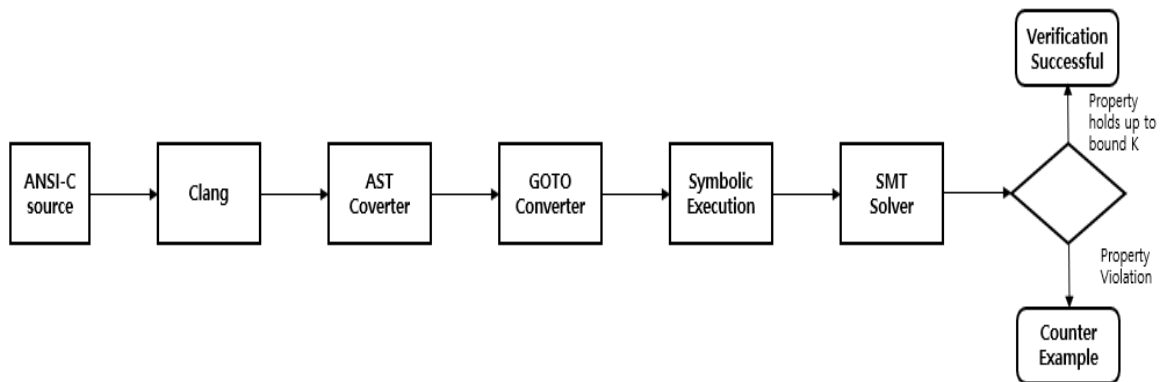 ANSI-C
source
Clang
AST
Coverter
GOTO
Converter
Symbolic
Execution
SMT
Solver
Verification
Successful
Property
holds up to
bound K
Property
Violation
Counter
Example